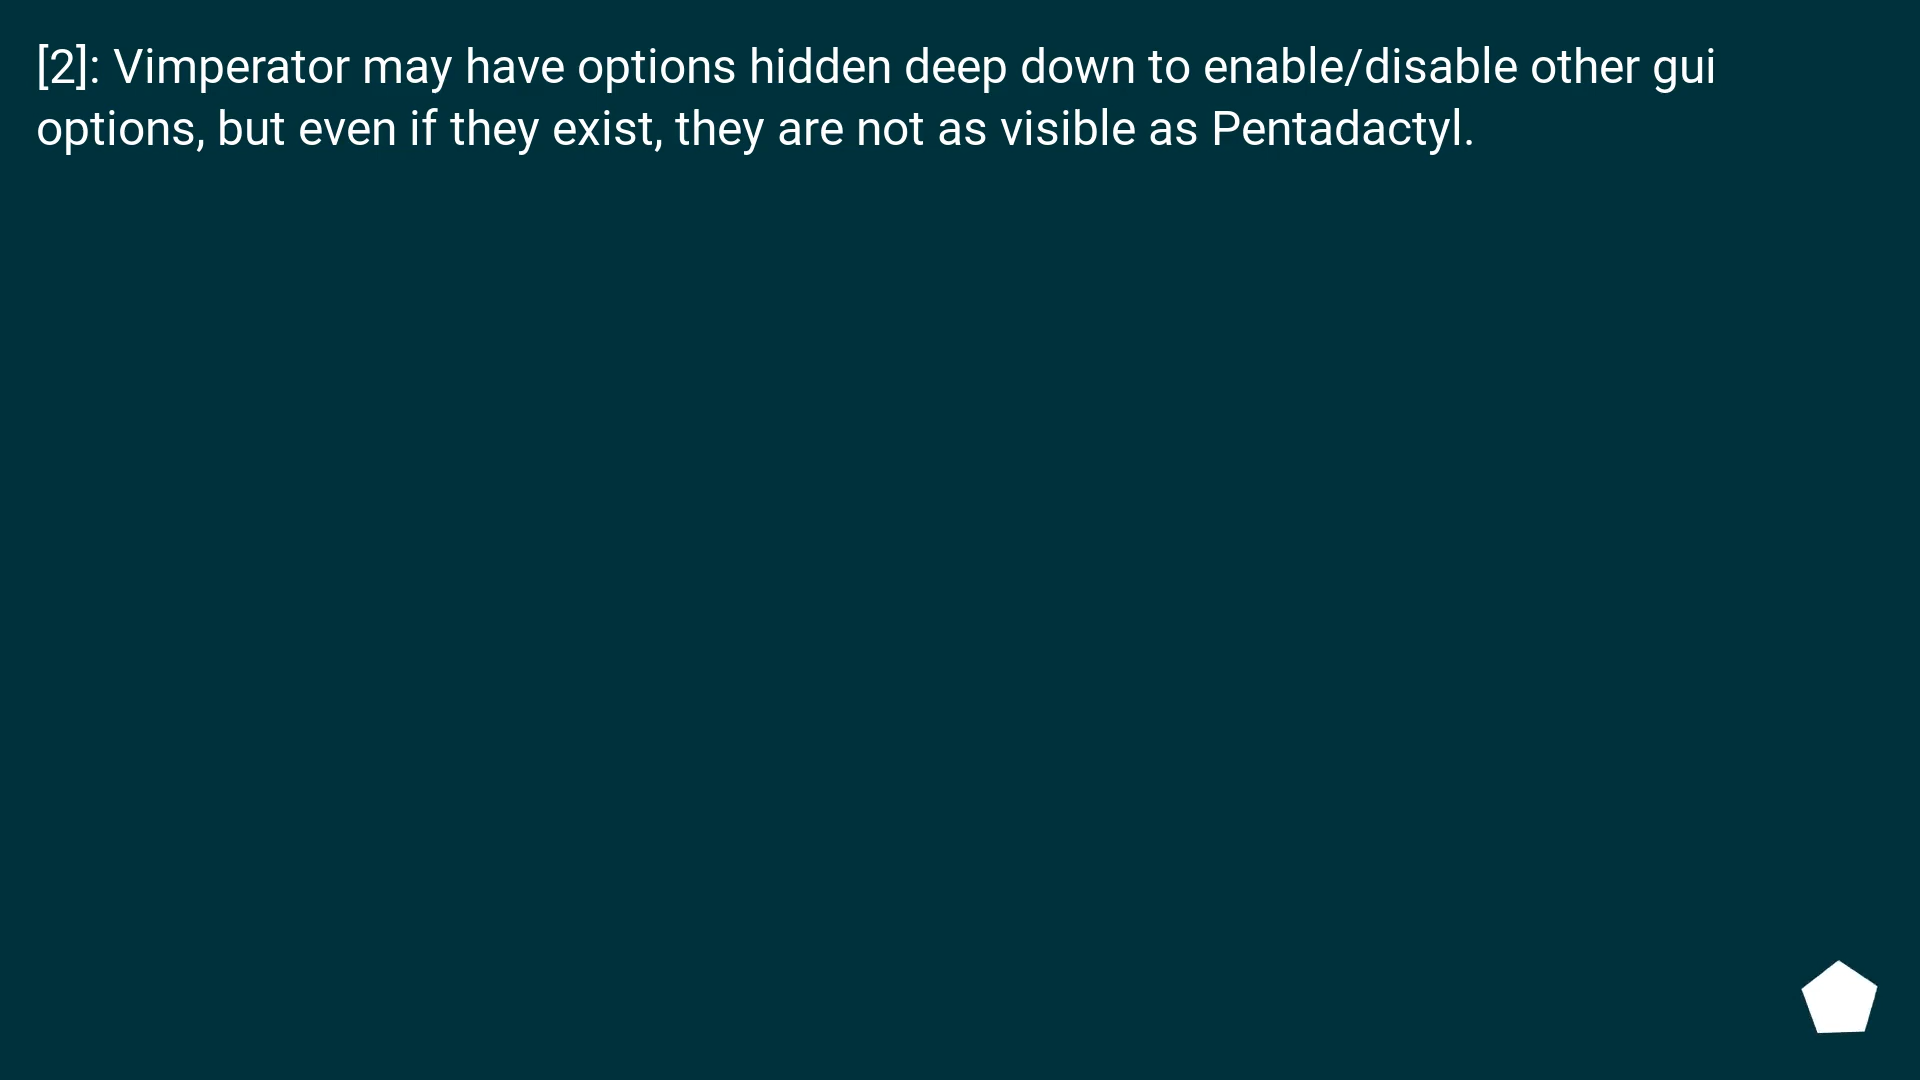 [2]: Vimperator may have options hidden deep down to enable/disable other gui
options, but even if they exist, they are not as visible as Pentadactyl.